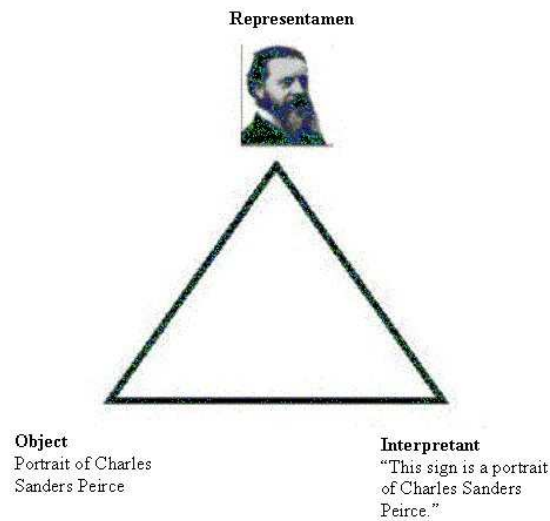 Representamen
Object
Portrait of Charles
Sanders Peirce
Interpretant
“This sign is a portrait
of Charles Sanders
Peirce.”